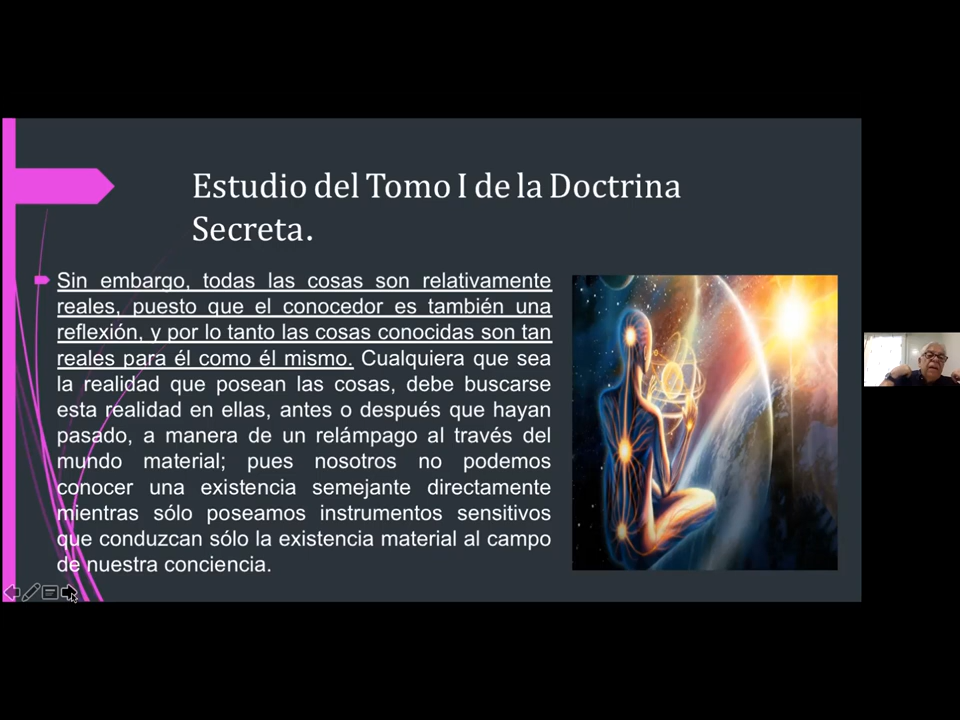 Estudio del Tomo I de la Doctrina
Secreta.
Sin embargo, todas las cosas son relativamente
reales, puesto que el conocedor es también una
reflexión, y por lo tanto las cosas conocidas son tan
reales para él como él mismo. Cualquiera que sea
la realidad que posean las cosas, debe buscarse
esta realidad en ellas, antes o después que hayan
pasado, a manera de un relámpago al través del
mundo material; pues nosotros no podemos
conocer una existencia semejante directamente
mientras sólo poseamos instrumentos sensitivos
que conduzcan sólo la existencia material al campo
de nuestra conciencia.